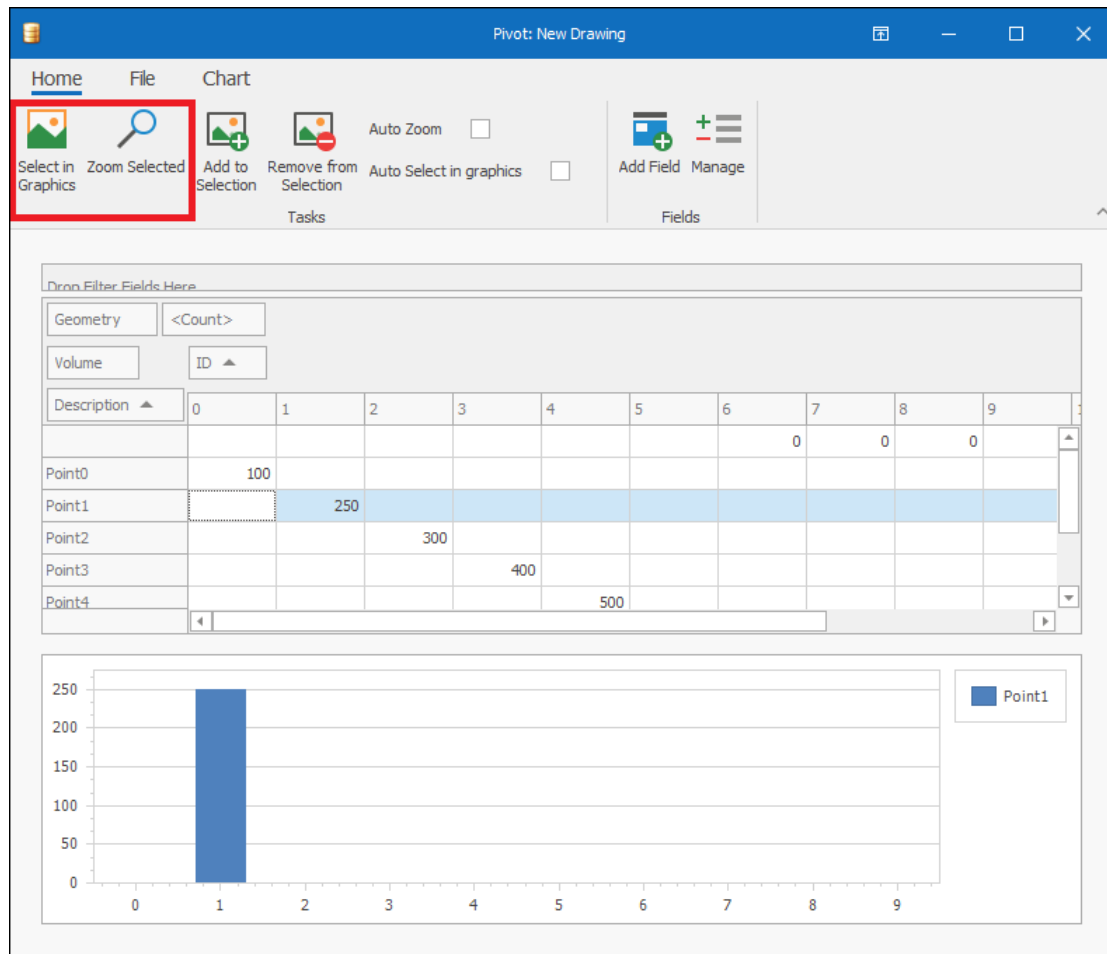 Pivot: New Drawing
Home File Chart
Select in Graphics
Zoom Selected
Add to Selection
Remove from Selection
Auto Zoom
Auto Select in graphics
Add Field
Manage
Tasks
Fields
Drop Filter Fields Here
Geometry <Count>
Volume ID
Description 0 1 2 3 4 5 6 7 8 9
0 0 0
Point0 100
Point1 250
Point2 300
Point3 400
Point4 500
250
200
150
100
50
0
0 1 2 3 4 5 6 7 8 9
Point1